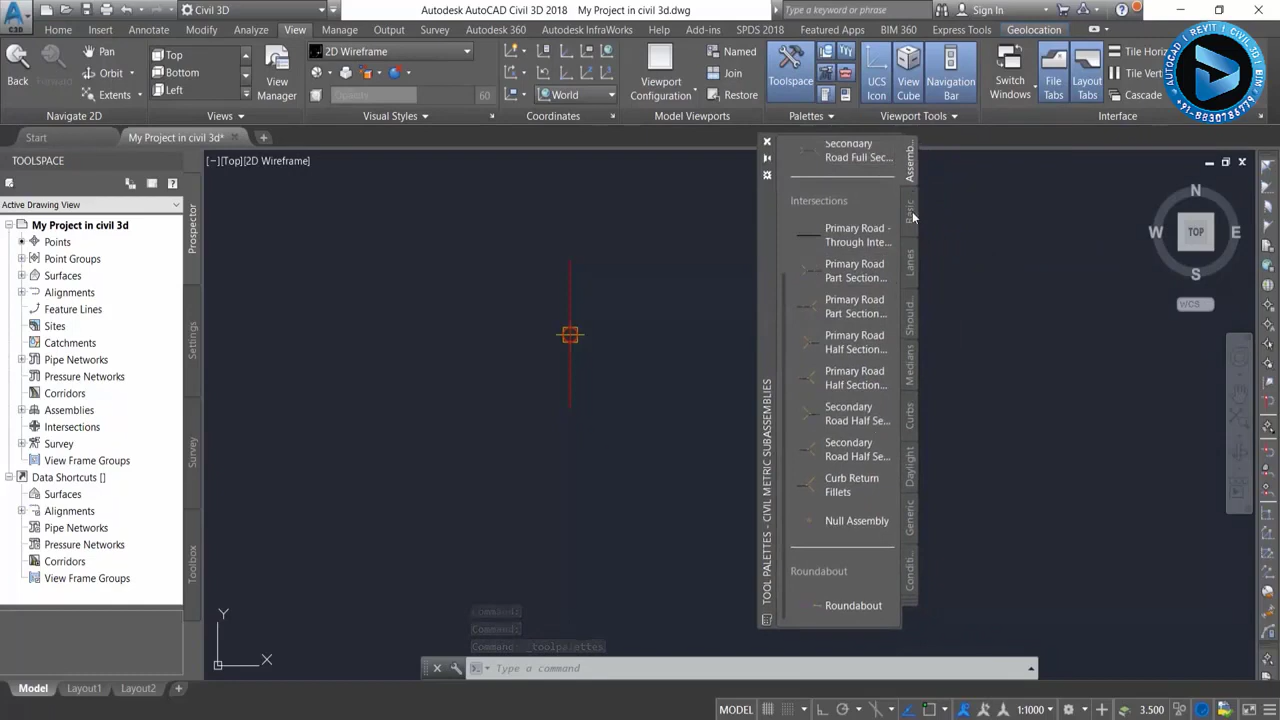 Civil 3D
Autodesk AutoCAD Civil 3D 2018 My Project in civil 3d.dwg
Type a keyword or phrase
Sign In
Home Insert Annotate Modify Analyze View Manage Output Survey Autodesk 360 Autodesk InfraWorks Help Add-ins SPDS 2018 Featured Apps BIM 360 Express Tools Geolocation
Back
Forward
Pan
Orbit
Extents
Navigate 2D
Top
Bottom
Left
View
Manager
Views
2D Wireframe
Opacity 60
Visual Styles
World
Coordinates
Viewport
Configuration
Named
Join
Restore
Model Viewports
Toolspace
Palettes
UCS
Icon
View
Cube
Navigation
Bar
Viewport Tools
Switch
Windows
File
Tabs
Layout
Tabs
Tile Horiz
Tile Vert
Cascade
Interface
AUTOCAD | REVIT | CIVIL 3D |
Start
My Project in civil 3d*
TOOLSPACE
Active Drawing View
My Project in civil 3d
Points
Point Groups
Surfaces
Alignments
Feature Lines
Sites
Catchments
Pipe Networks
Pressure Networks
Corridors
Assemblies
Intersections
Survey
View Frame Groups
Data Shortcuts []
Surfaces
Alignments
Pipe Networks
Pressure Networks
Corridors
View Frame Groups
Prospector
Settings
Survey
Toolbox
[−][Top][2D Wireframe]
Secondary
Road Full Sec...
Intersections
Primary Road -
Through Inte...
Primary Road
Part Section...
Primary Road
Part Section...
Primary Road
Half Section...
Primary Road
Half Section...
Secondary
Road Half Se...
Secondary
Road Half Se...
Curb Return
Fillets
Null Assembly
Roundabout
Roundabout
TOOL PALETTES - CIVIL METRIC SUBASSEMBLIES
Assemb...
Basic
Lanes
Should...
Medians
Curbs
Daylight
Generic
Conditi...
N
W TOP E
S
WCS
Y
X
Command:
Command:
Command: _toolpalettes
Type a command
Model Layout1 Layout2
MODEL
1:1000
3.500